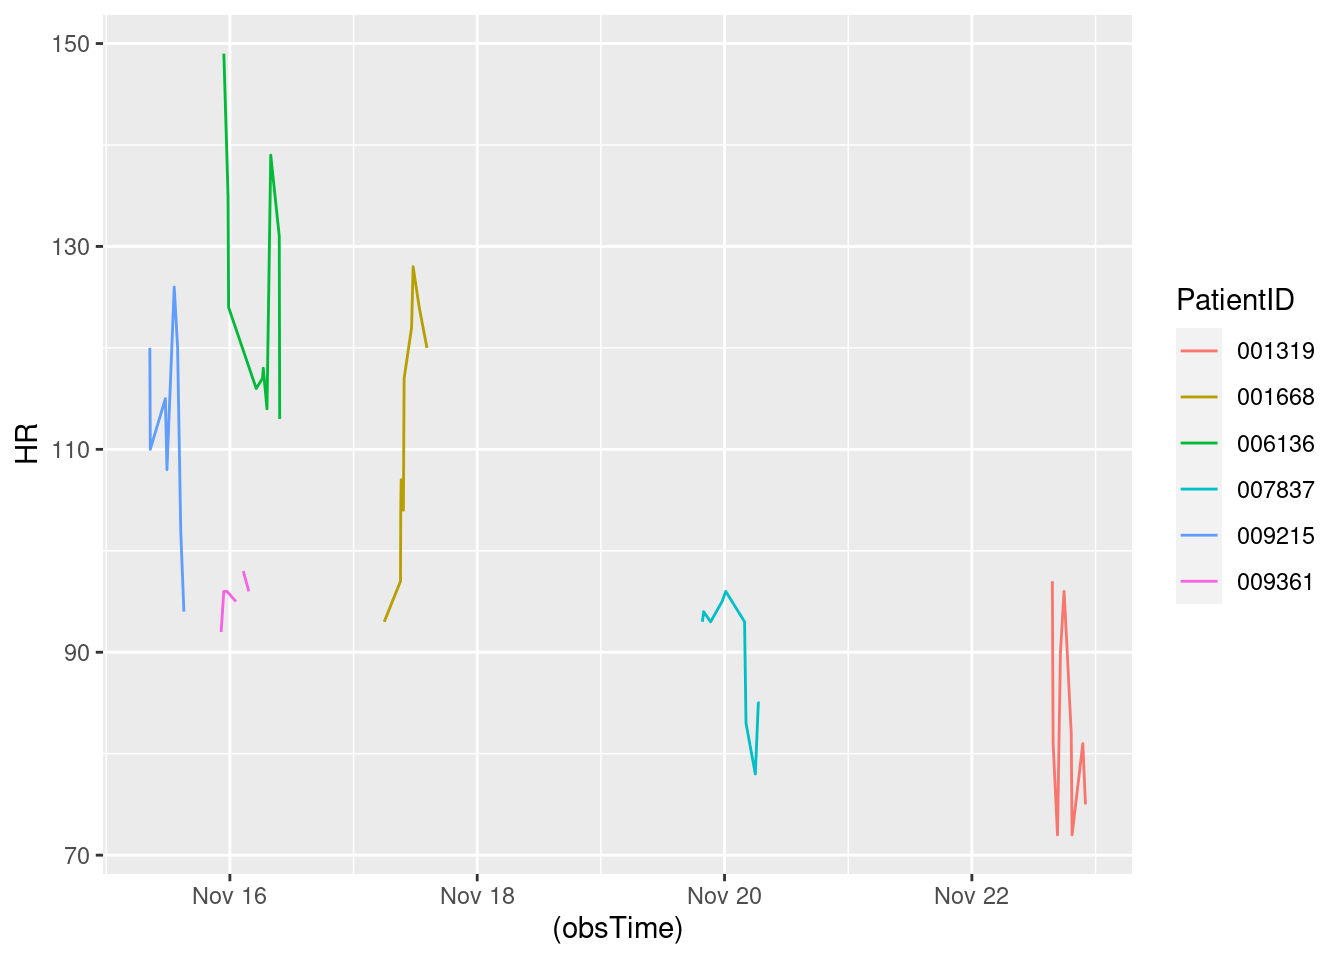 150
130
110
90
70
HR
Nov 16
Nov 18
Nov 20
Nov 22
(obsTime)
PatientID
001319
001668
006136
007837
009215
009361